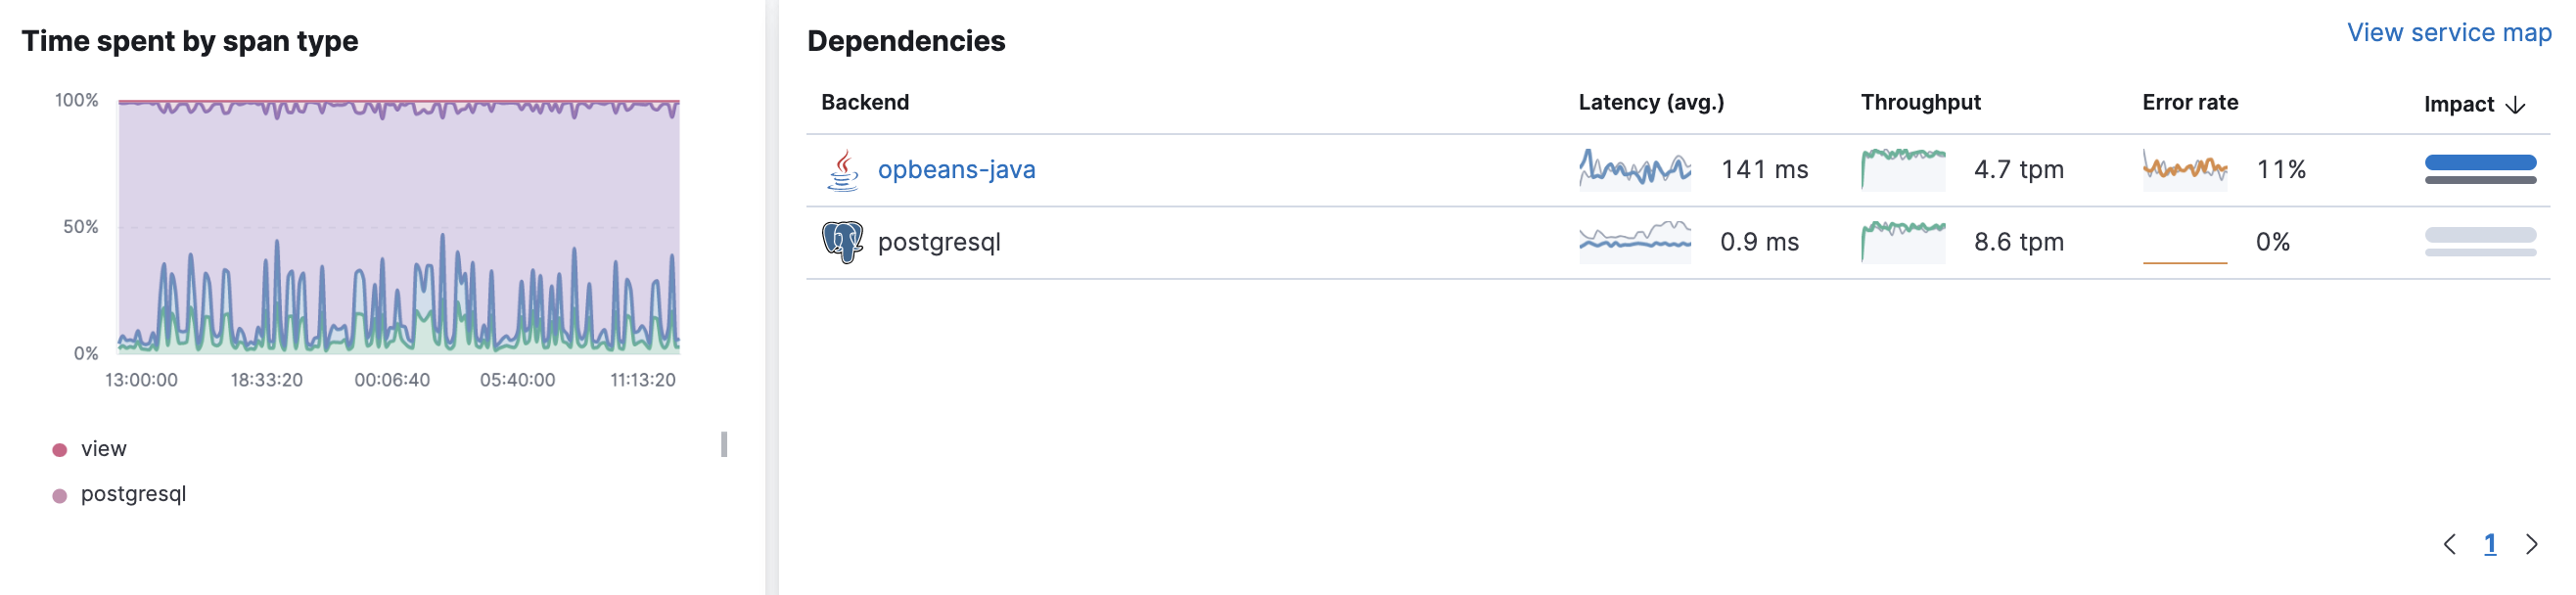 Time spent by span type
100%
50%
0%
13:00:00 18:33:20 00:06:40 05:40:00 11:13:20
view
postgresql
Dependencies
View service map
Backend Latency (avg.) Throughput Error rate Impact
opbeans-java 141 ms 4.7 tpm 11%
postgresql 0.9 ms 8.6 tpm 0%
1